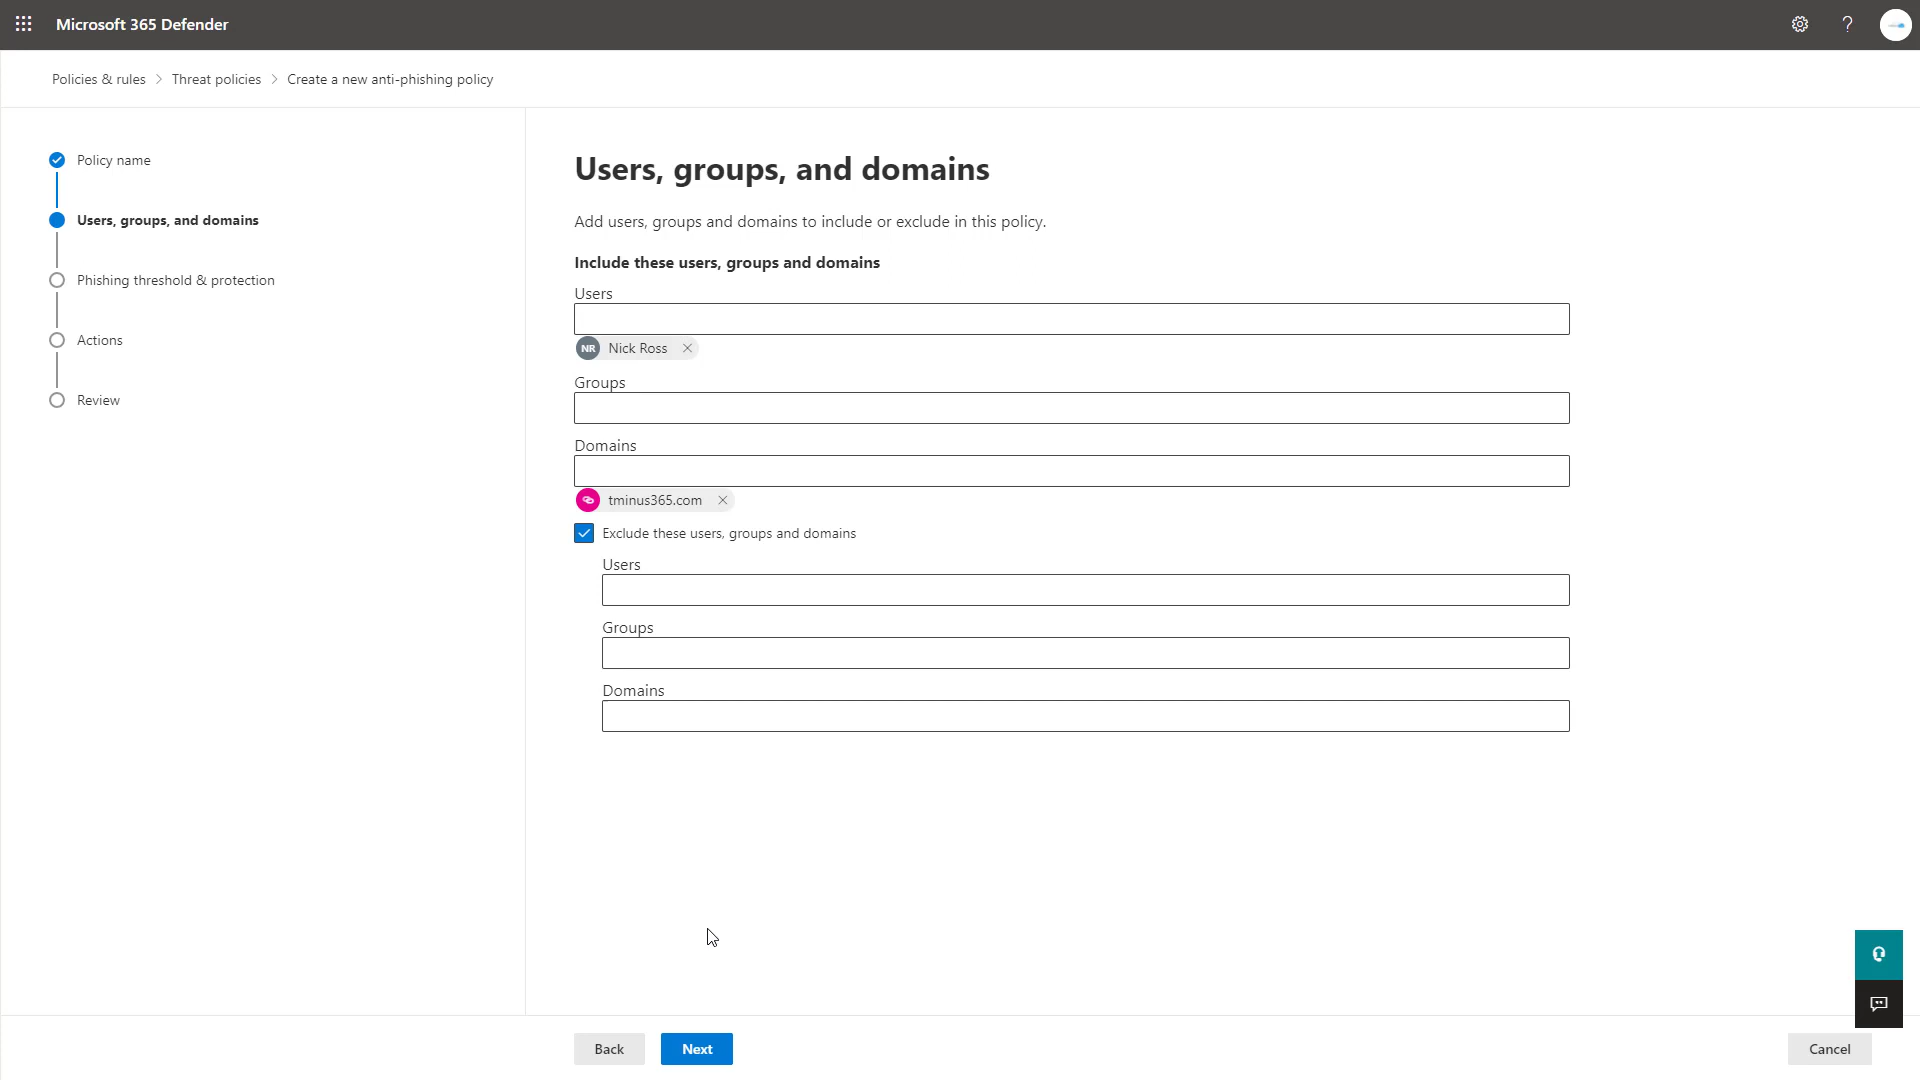 Microsoft 365 Defender
?
Policies & rules > Threat policies > Create a new anti-phishing policy
Policy name
Users, groups, and domains
Phishing threshold & protection
Actions
Review
Users, groups, and domains
Add users, groups and domains to include or exclude in this policy.
Include these users, groups and domains
Users
NR Nick Ross
Groups
Domains
tminus365.com
Exclude these users, groups and domains
Users
Groups
Domains
Back
Next
Cancel